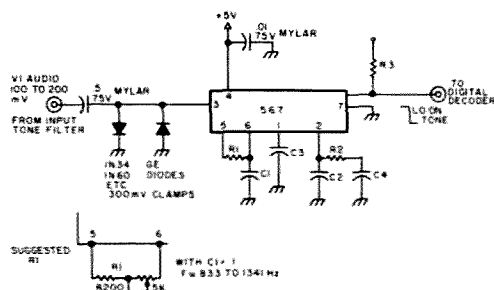 +5V
.01
75V MYLAR
V1 AUDIO
100 TO 200
mV
.5
75V
MYLAR
FROM INPUT
TONE FILTER
3
4
567
7
5
6
1
2
R3
TO
DIGITAL
DECODER
LO ON
TONE
R1
C1
C3
R2
C2
C4
IN34
IN60
ETC
GE
DIODES
300mV CLAMPS
SUGGESTED
R1
5
6
R1
8200
5K
WITH C1 = .1
F ≈ 833 TO 1341 Hz